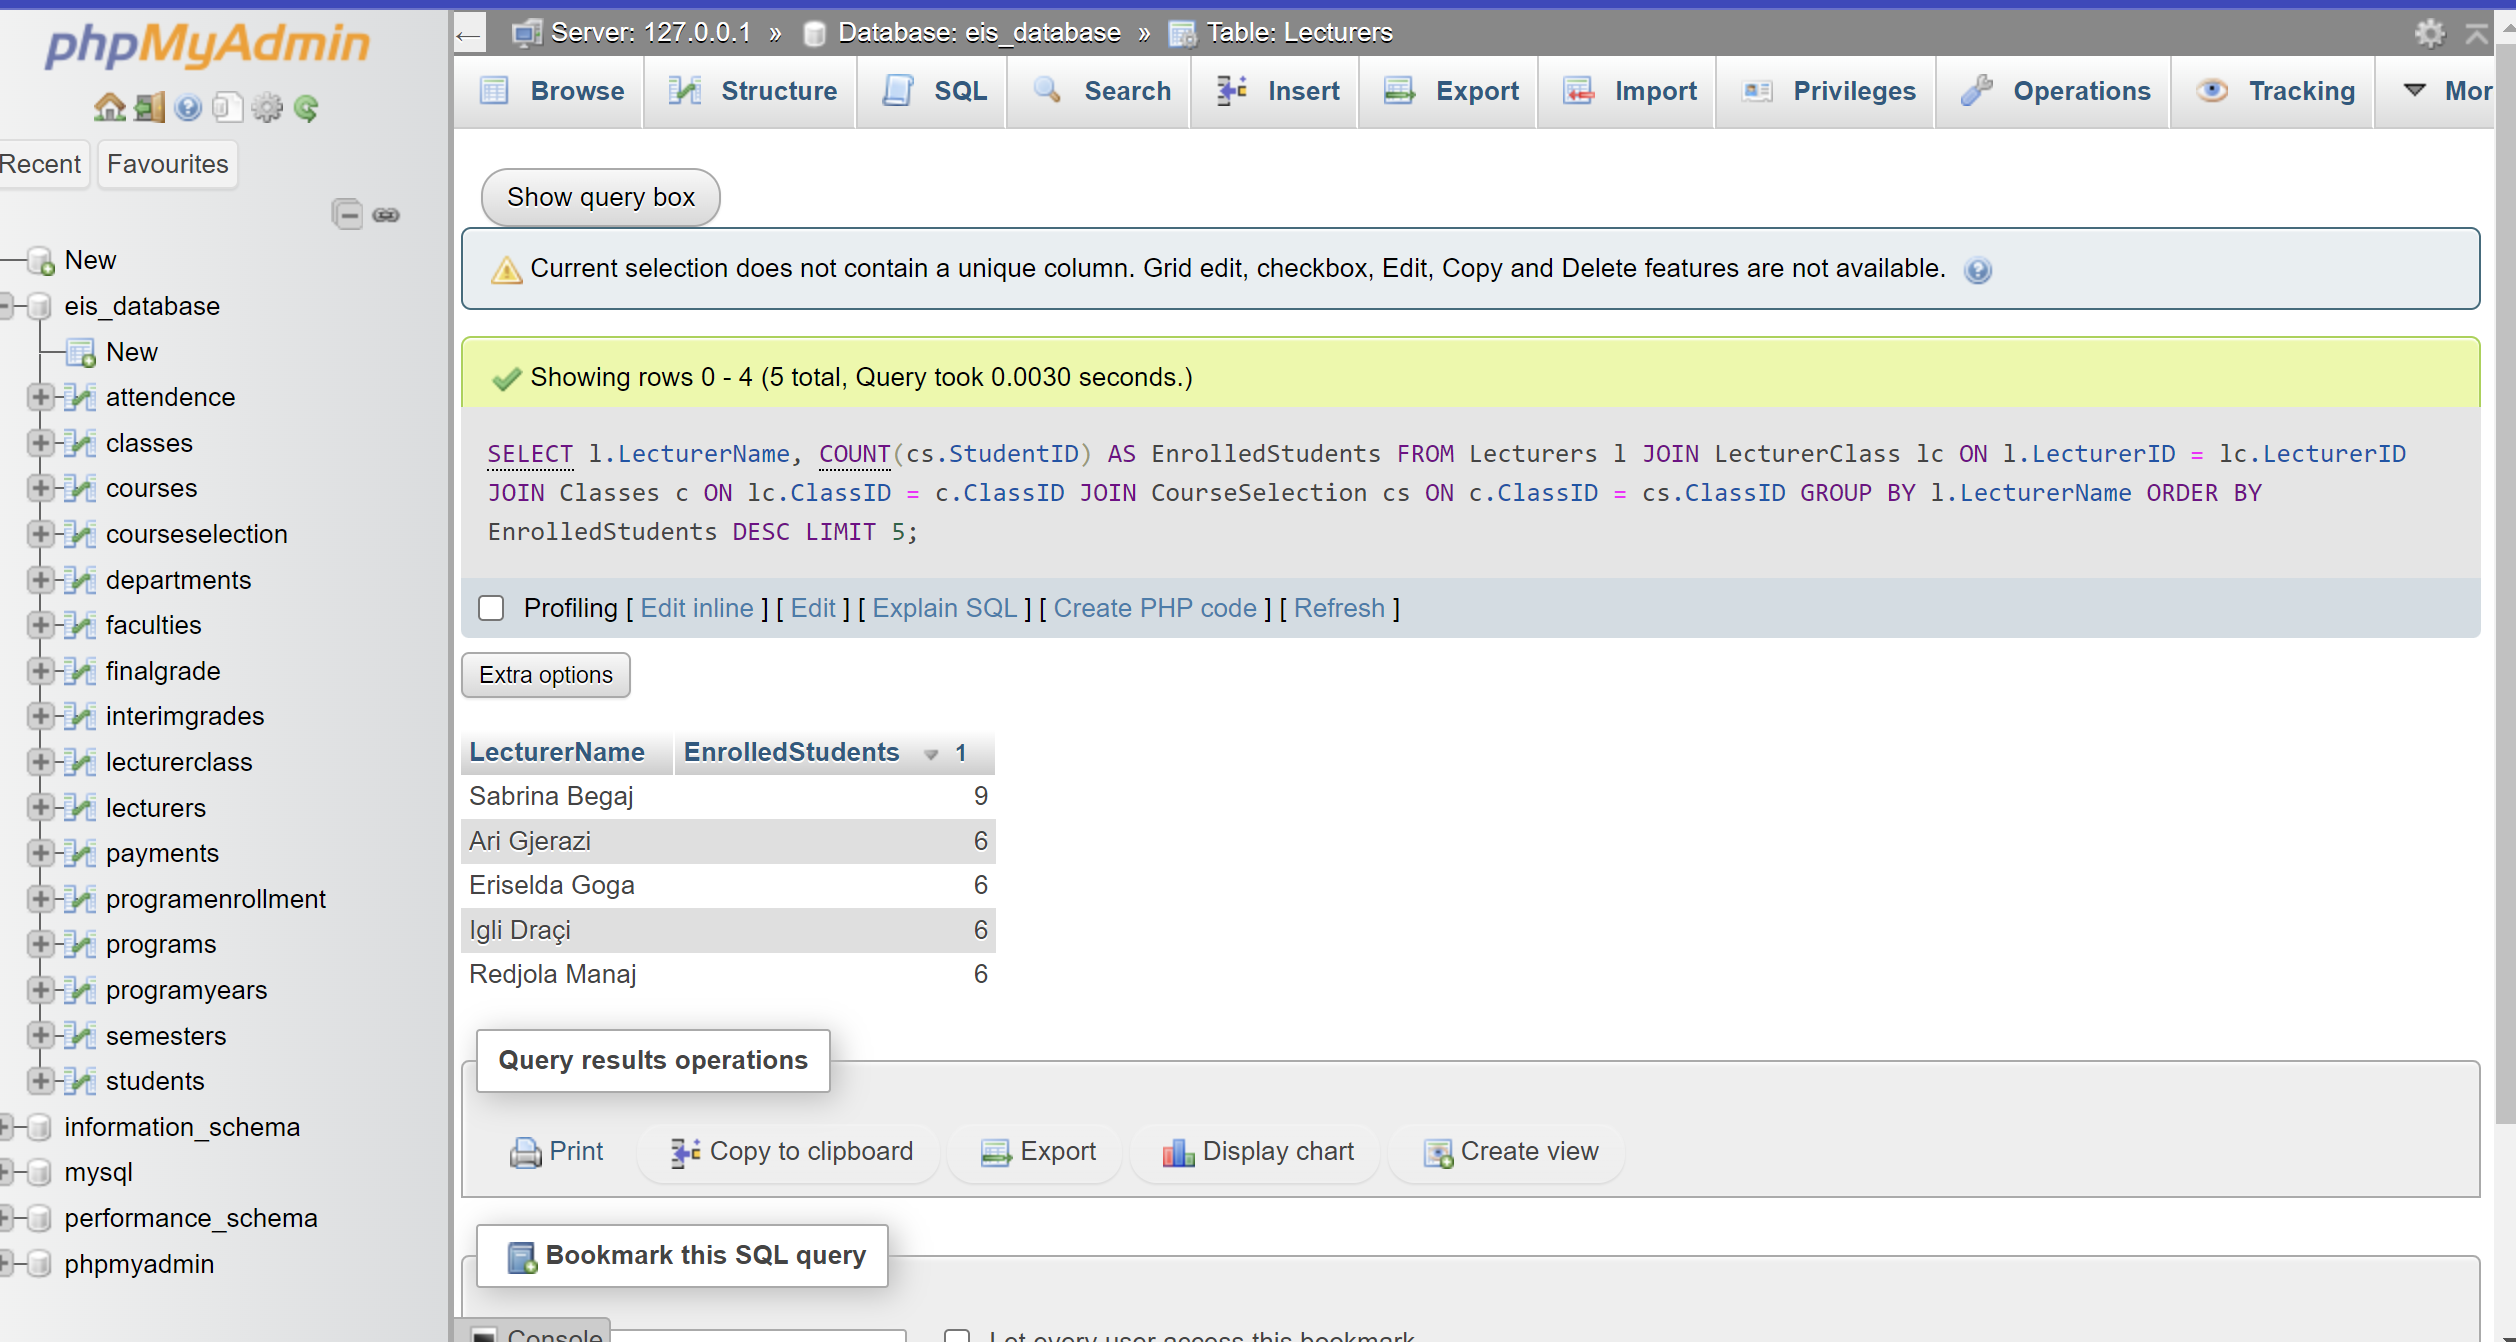 phpMyAdmin
Recent
Favourites
New
eis_database
New
attendence
classes
courses
courseselection
departments
faculties
finalgrade
interimgrades
lecturerclass
lecturers
payments
programenrollment
programs
programyears
semesters
students
information_schema
mysql
performance_schema
phpmyadmin
← Server: 127.0.0.1 » Database: eis_database » Table: Lecturers
Browse Structure SQL Search Insert Export Import Privileges Operations Tracking Mor
Show query box
Current selection does not contain a unique column. Grid edit, checkbox, Edit, Copy and Delete features are not available.
Showing rows 0 - 4 (5 total, Query took 0.0030 seconds.)
SELECT l.LecturerName, COUNT(cs.StudentID) AS EnrolledStudents FROM Lecturers l JOIN LecturerClass lc ON l.LecturerID = lc.LecturerID
JOIN Classes c ON lc.ClassID = c.ClassID JOIN CourseSelection cs ON c.ClassID = cs.ClassID GROUP BY l.LecturerName ORDER BY
EnrolledStudents DESC LIMIT 5;
Profiling [ Edit inline ] [ Edit ] [ Explain SQL ] [ Create PHP code ] [ Refresh ]
Extra options
LecturerName EnrolledStudents 1
Sabrina Begaj 9
Ari Gjerazi 6
Eriselda Goga 6
Igli Draçi 6
Redjola Manaj 6
Query results operations
Print Copy to clipboard Export Display chart Create view
Bookmark this SQL query
Console Let every user access this bookmark